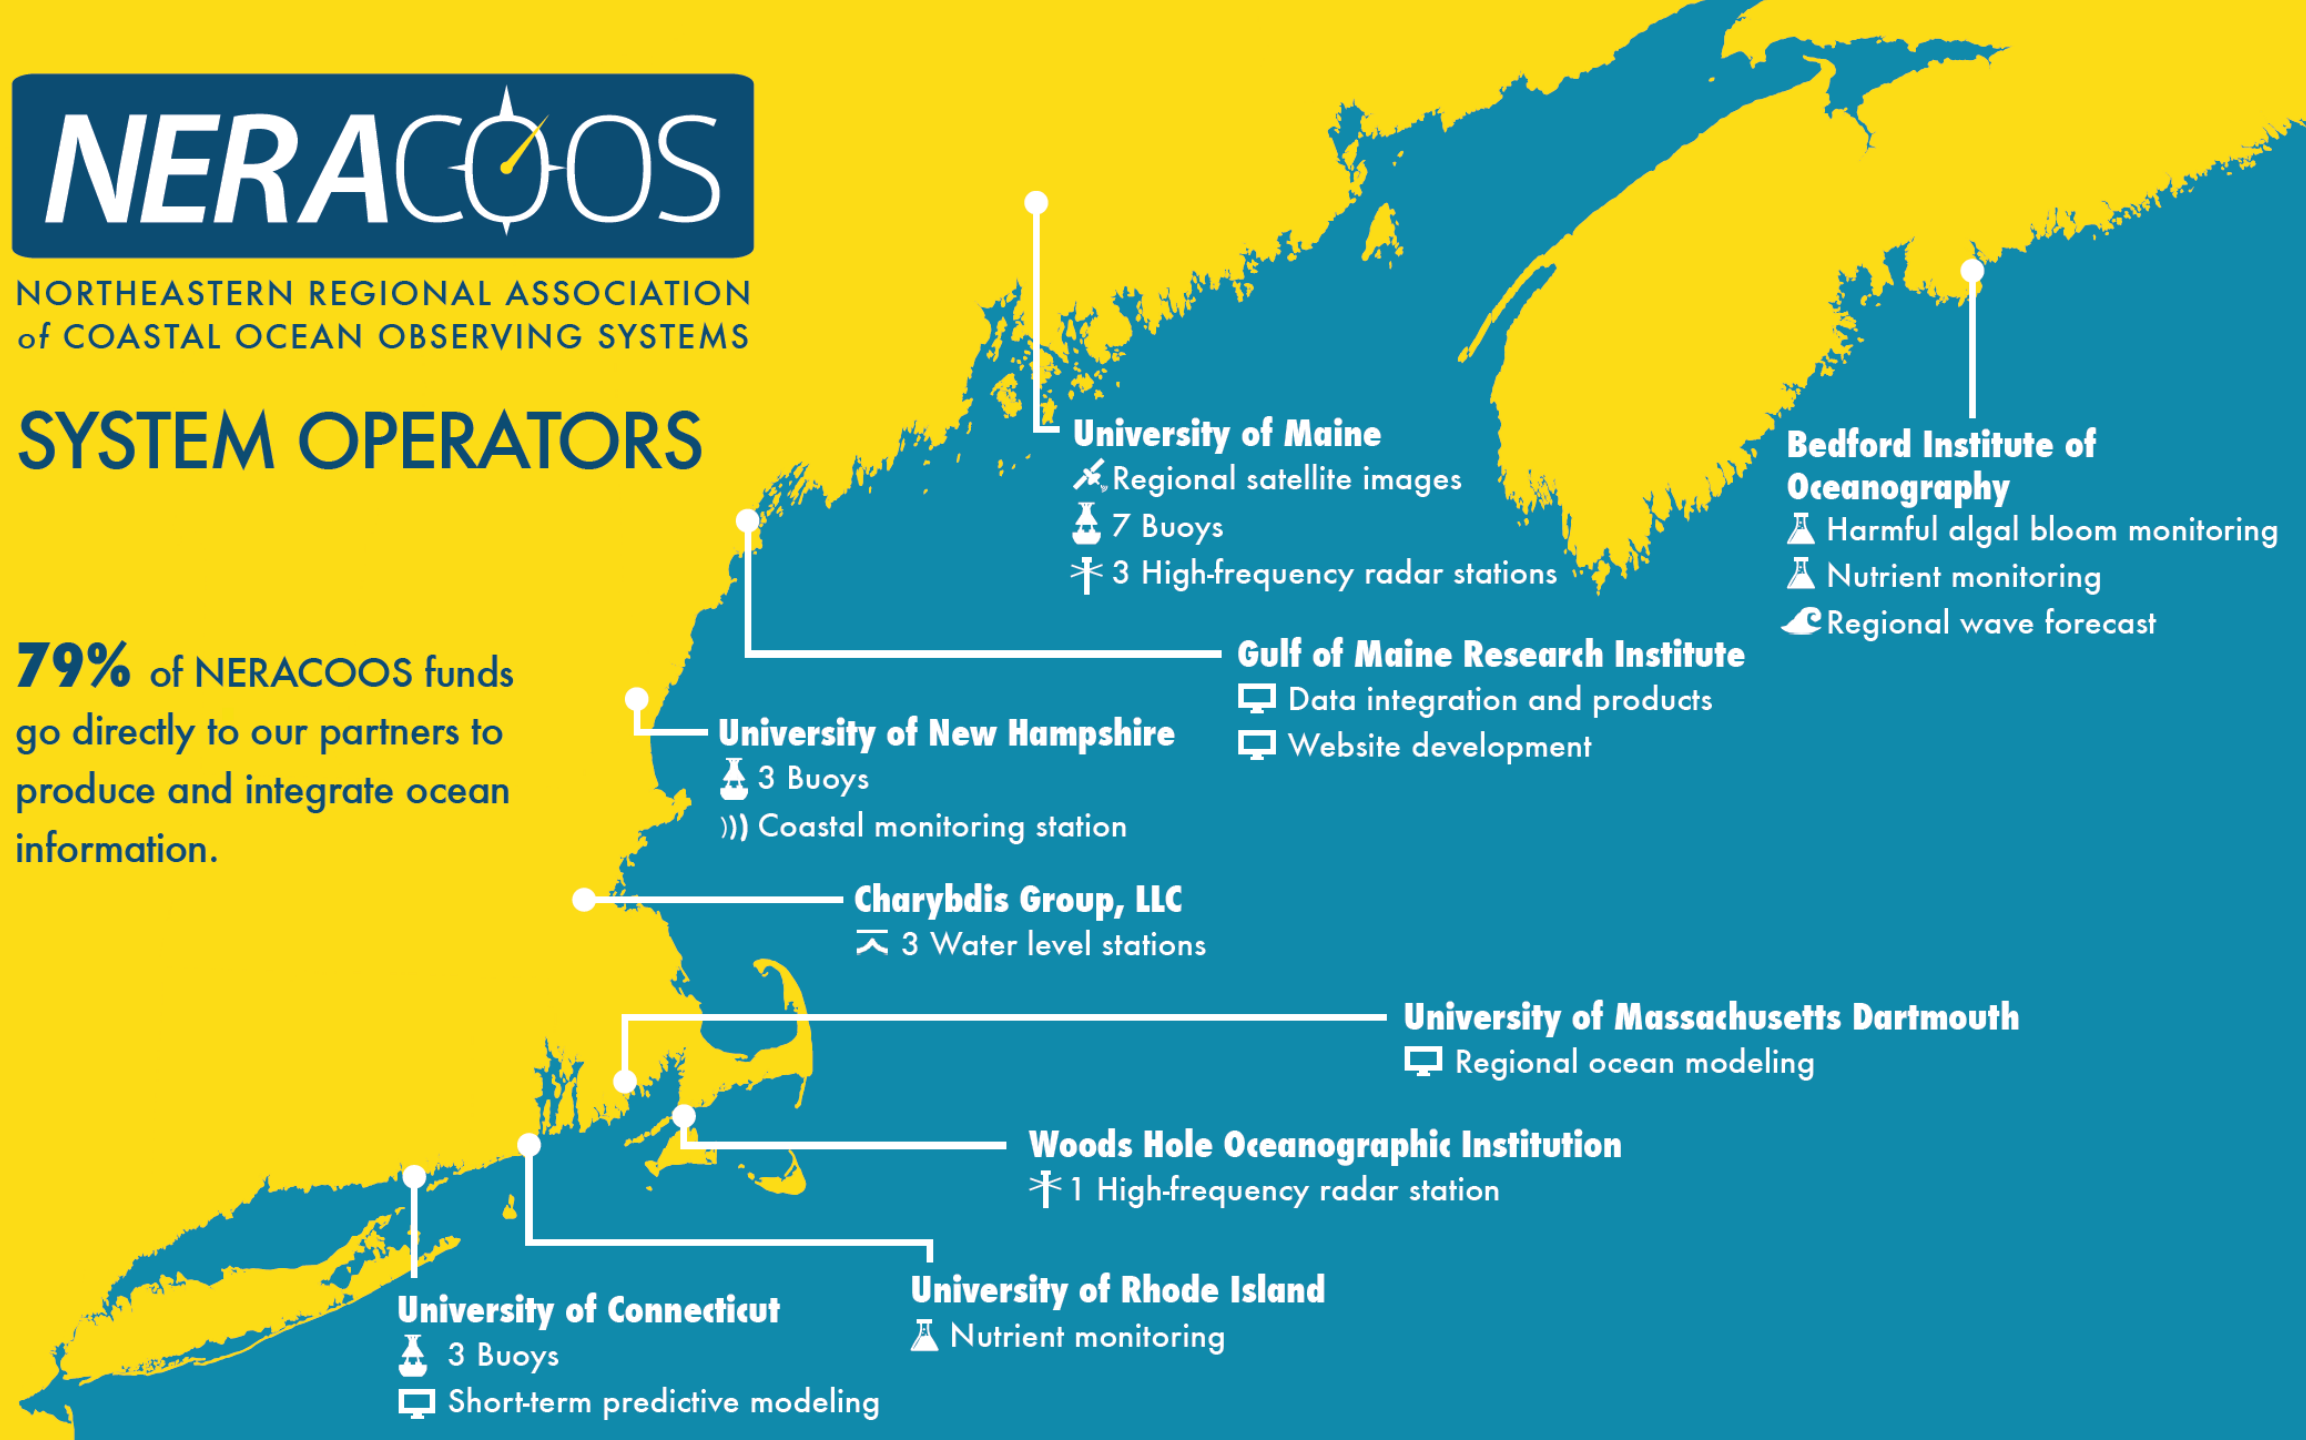 NERACOOS
NORTHEASTERN REGIONAL ASSOCIATION
of COASTAL OCEAN OBSERVING SYSTEMS
SYSTEM OPERATORS
79% of NERACOOS funds
go directly to our partners to
produce and integrate ocean
information.
University of Maine
Regional satellite images
7 Buoys
3 High-frequency radar stations
Bedford Institute of
Oceanography
Harmful algal bloom monitoring
Nutrient monitoring
Regional wave forecast
Gulf of Maine Research Institute
Data integration and products
Website development
University of New Hampshire
3 Buoys
Coastal monitoring station
Charybdis Group, LLC
3 Water level stations
University of Massachusetts Dartmouth
Regional ocean modeling
Woods Hole Oceanographic Institution
1 High-frequency radar station
University of Rhode Island
Nutrient monitoring
University of Connecticut
3 Buoys
Short-term predictive modeling